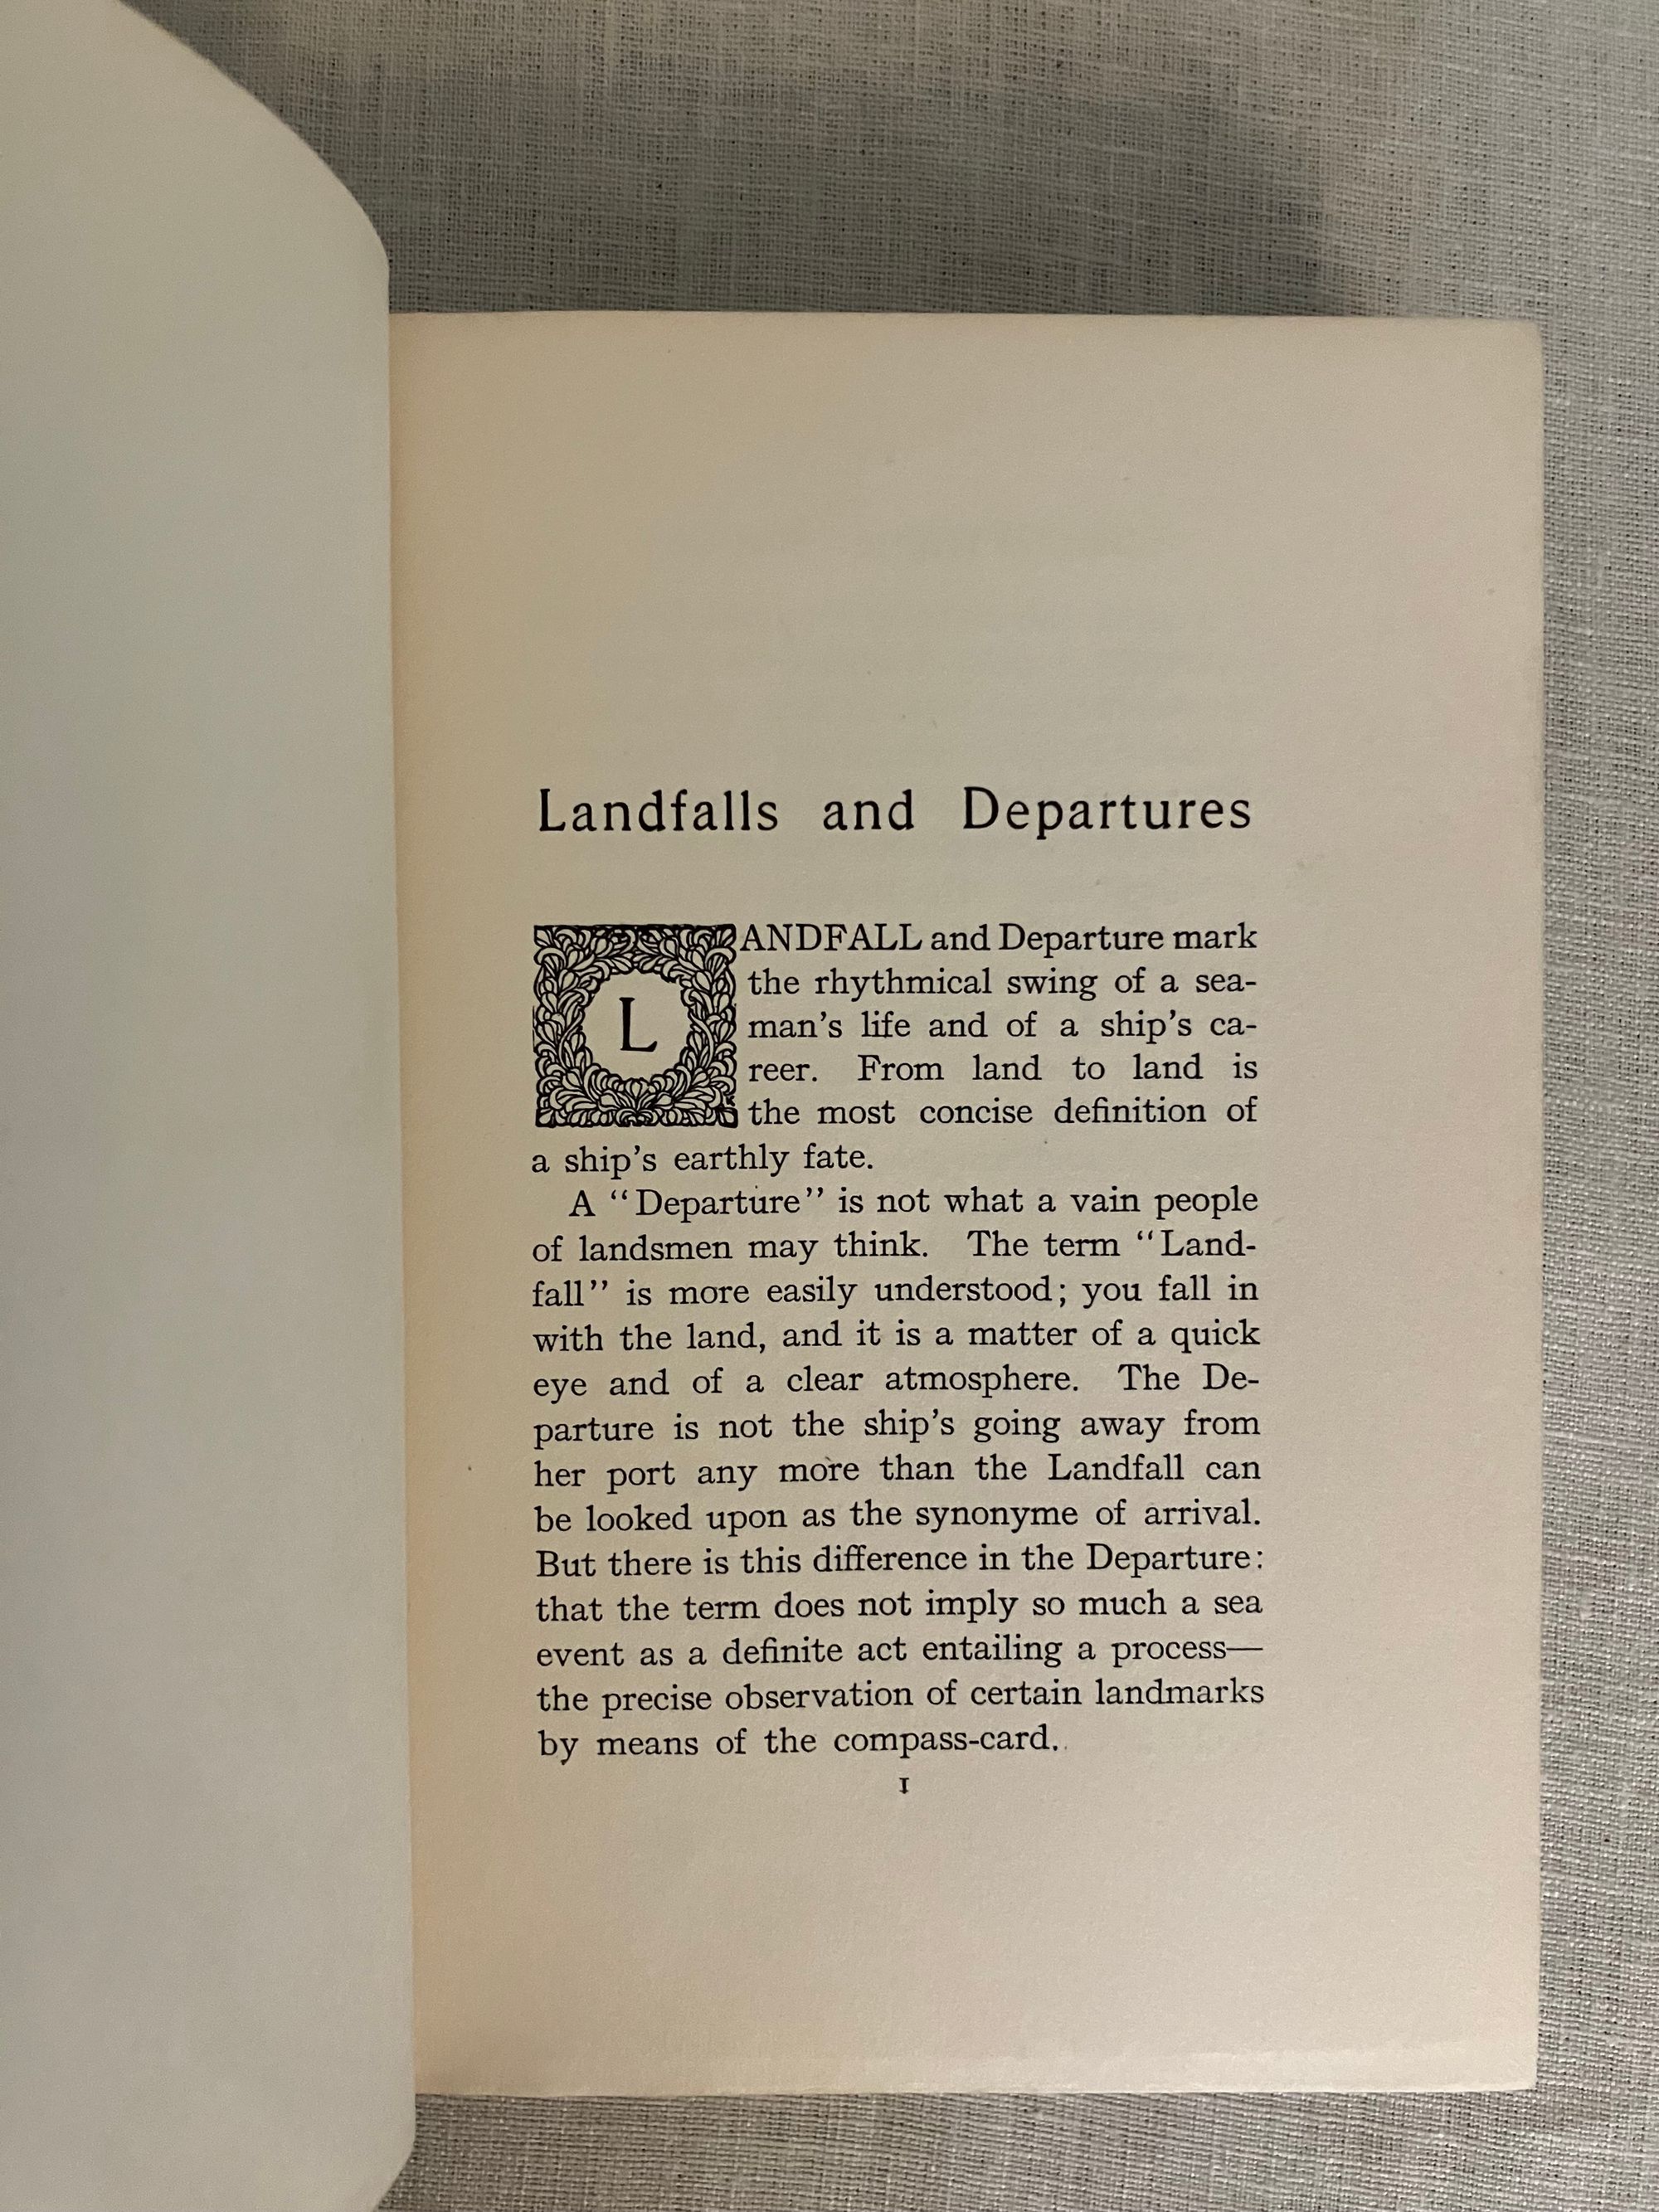 Landfalls and Departures
LANDFALL and Departure mark
the rhythmical swing of a sea-
man’s life and of a ship’s ca-
reer. From land to land is
the most concise definition of
a ship’s earthly fate.
A “Departure” is not what a vain people
of landsmen may think. The term “Land-
fall” is more easily understood; you fall in
with the land, and it is a matter of a quick
eye and of a clear atmosphere. The De-
parture is not the ship’s going away from
her port any more than the Landfall can
be looked upon as the synonyme of arrival.
But there is this difference in the Departure:
that the term does not imply so much a sea
event as a definite act entailing a process—
the precise observation of certain landmarks
by means of the compass-card.
1